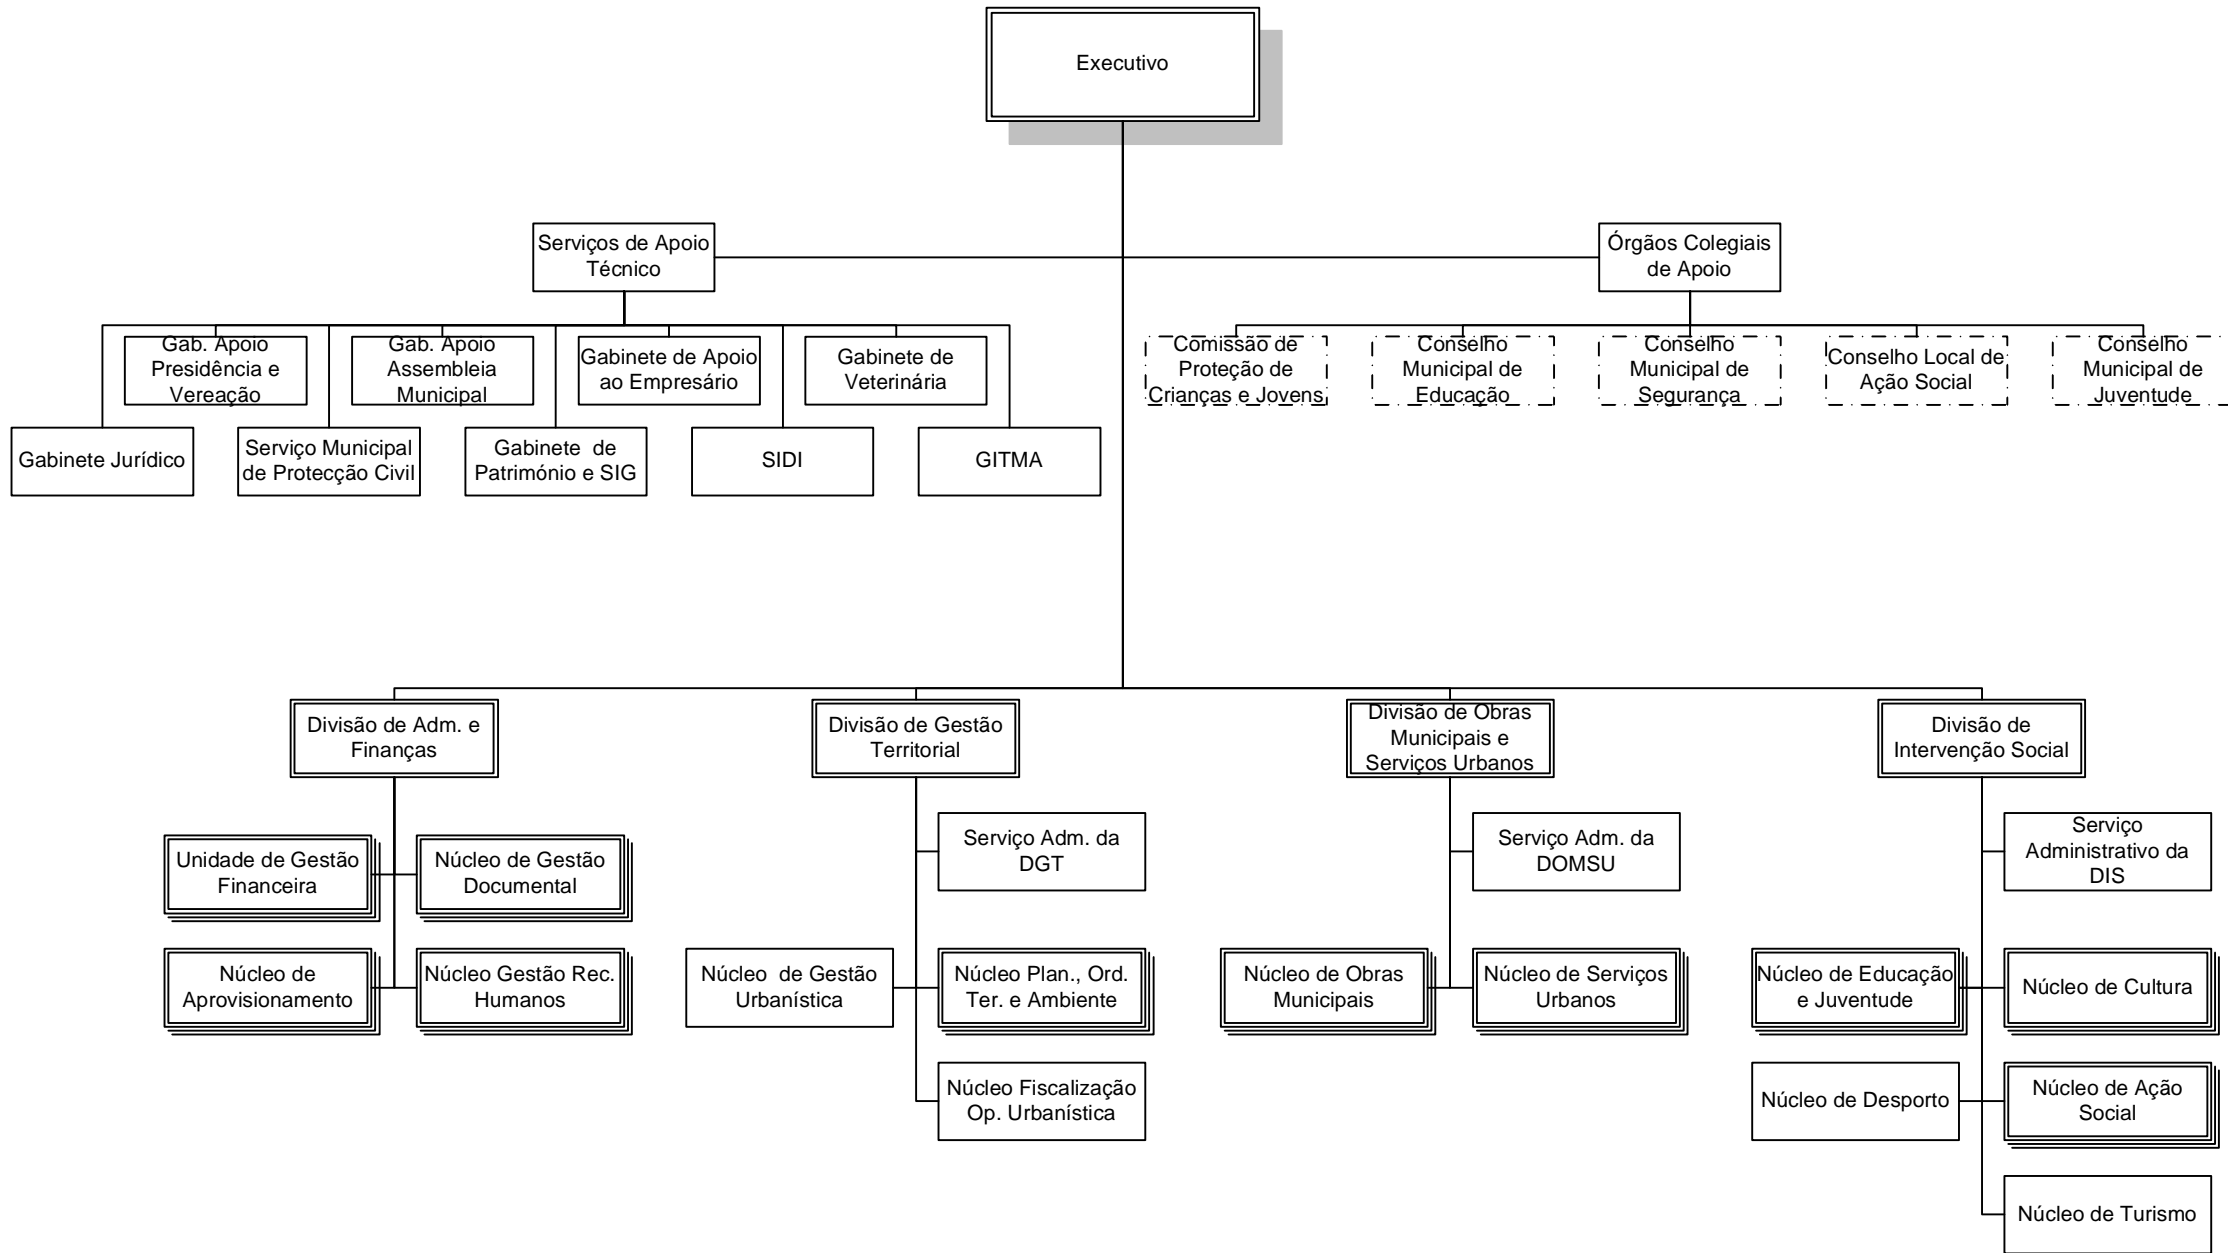 Executivo
Serviços de Apoio
Técnico
Órgãos Colegiais
de Apoio
Gab. Apoio
Presidência e
Vereação
Gab. Apoio
Assembleia
Municipal
Gabinete de Apoio
ao Empresário
Gabinete de
Veterinária
Comissão de
Proteção de
Crianças e Jovens
Conselho
Municipal de
Educação
Conselho
Municipal de
Segurança
Conselho Local de
Ação Social
Conselho
Municipal de
Juventude
Gabinete Jurídico
Serviço Municipal
de Protecção Civil
Gabinete  de
Património e SIG
SIDI
GITMA
Divisão de Adm. e
Finanças
Divisão de Gestão
Territorial
Divisão de Obras
Municipais e
Serviços Urbanos
Divisão de
Intervenção Social
Unidade de Gestão
Financeira
Núcleo de Gestão
Documental
Serviço Adm. da
DGT
Serviço Adm. da
DOMSU
Serviço
Administrativo da
DIS
Núcleo de
Aprovisionamento
Núcleo Gestão Rec.
Humanos
Núcleo  de Gestão
Urbanística
Núcleo Plan., Ord.
Ter. e Ambiente
Núcleo de Obras
Municipais
Núcleo de Serviços
Urbanos
Núcleo de Educação
e Juventude
Núcleo de Cultura
Núcleo Fiscalização
Op. Urbanística
Núcleo de Desporto
Núcleo de Ação
Social
Núcleo de Turismo